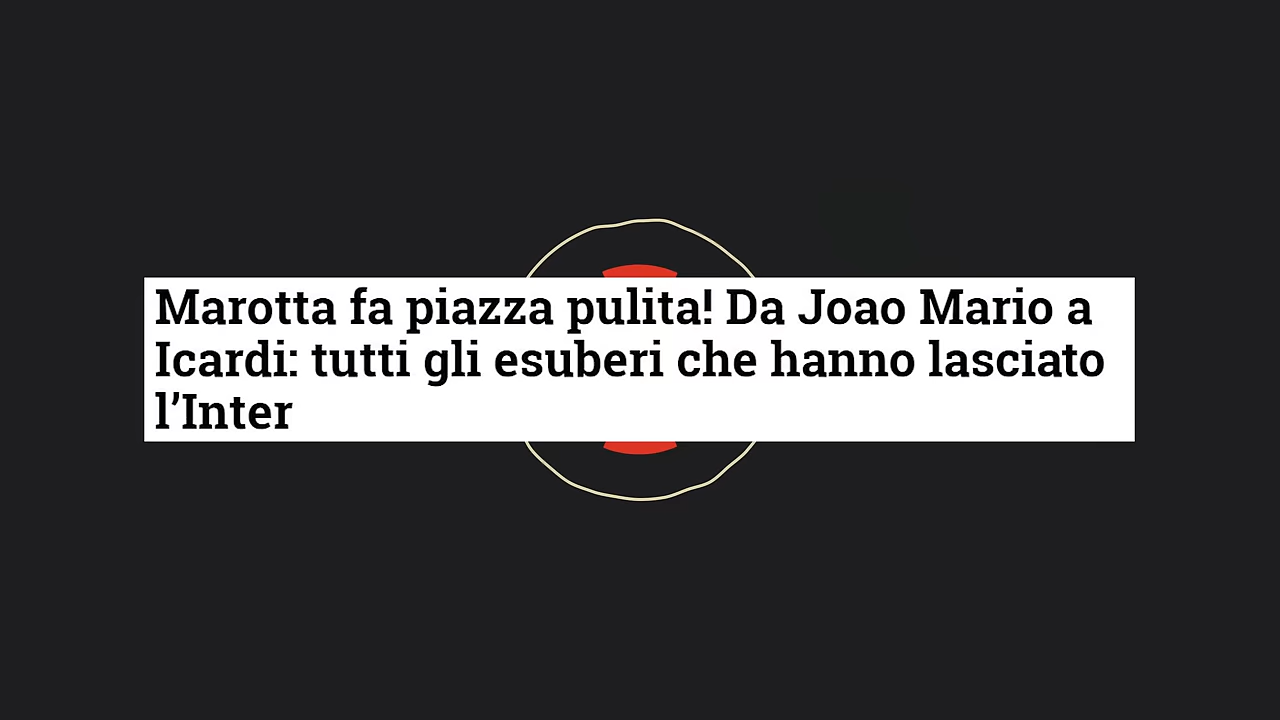 Marotta fa piazza pulita! Da Joao Mario a
Icardi: tutti gli esuberi che hanno lasciato
l’Inter